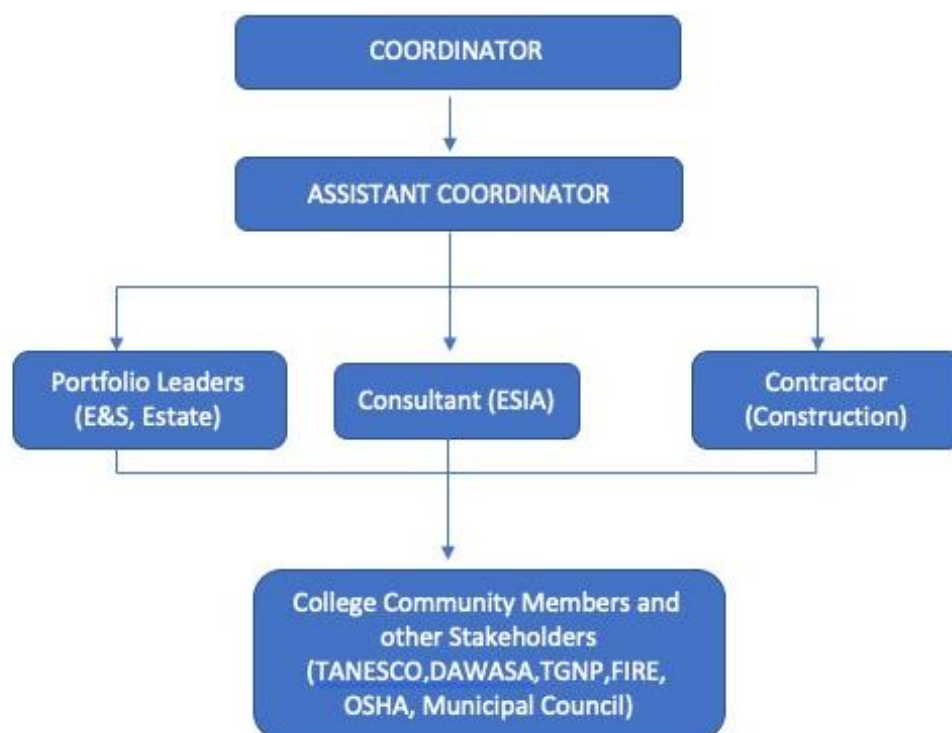 COORDINATOR
ASSISTANT COORDINATOR
Portfolio Leaders
(E&S, Estate)
Consultant (ESIA)
Contractor
(Construction)
College Community Members and
other Stakeholders
(TANESCO,DAWASA,TGNP,FIRE,
OSHA, Municipal Council)